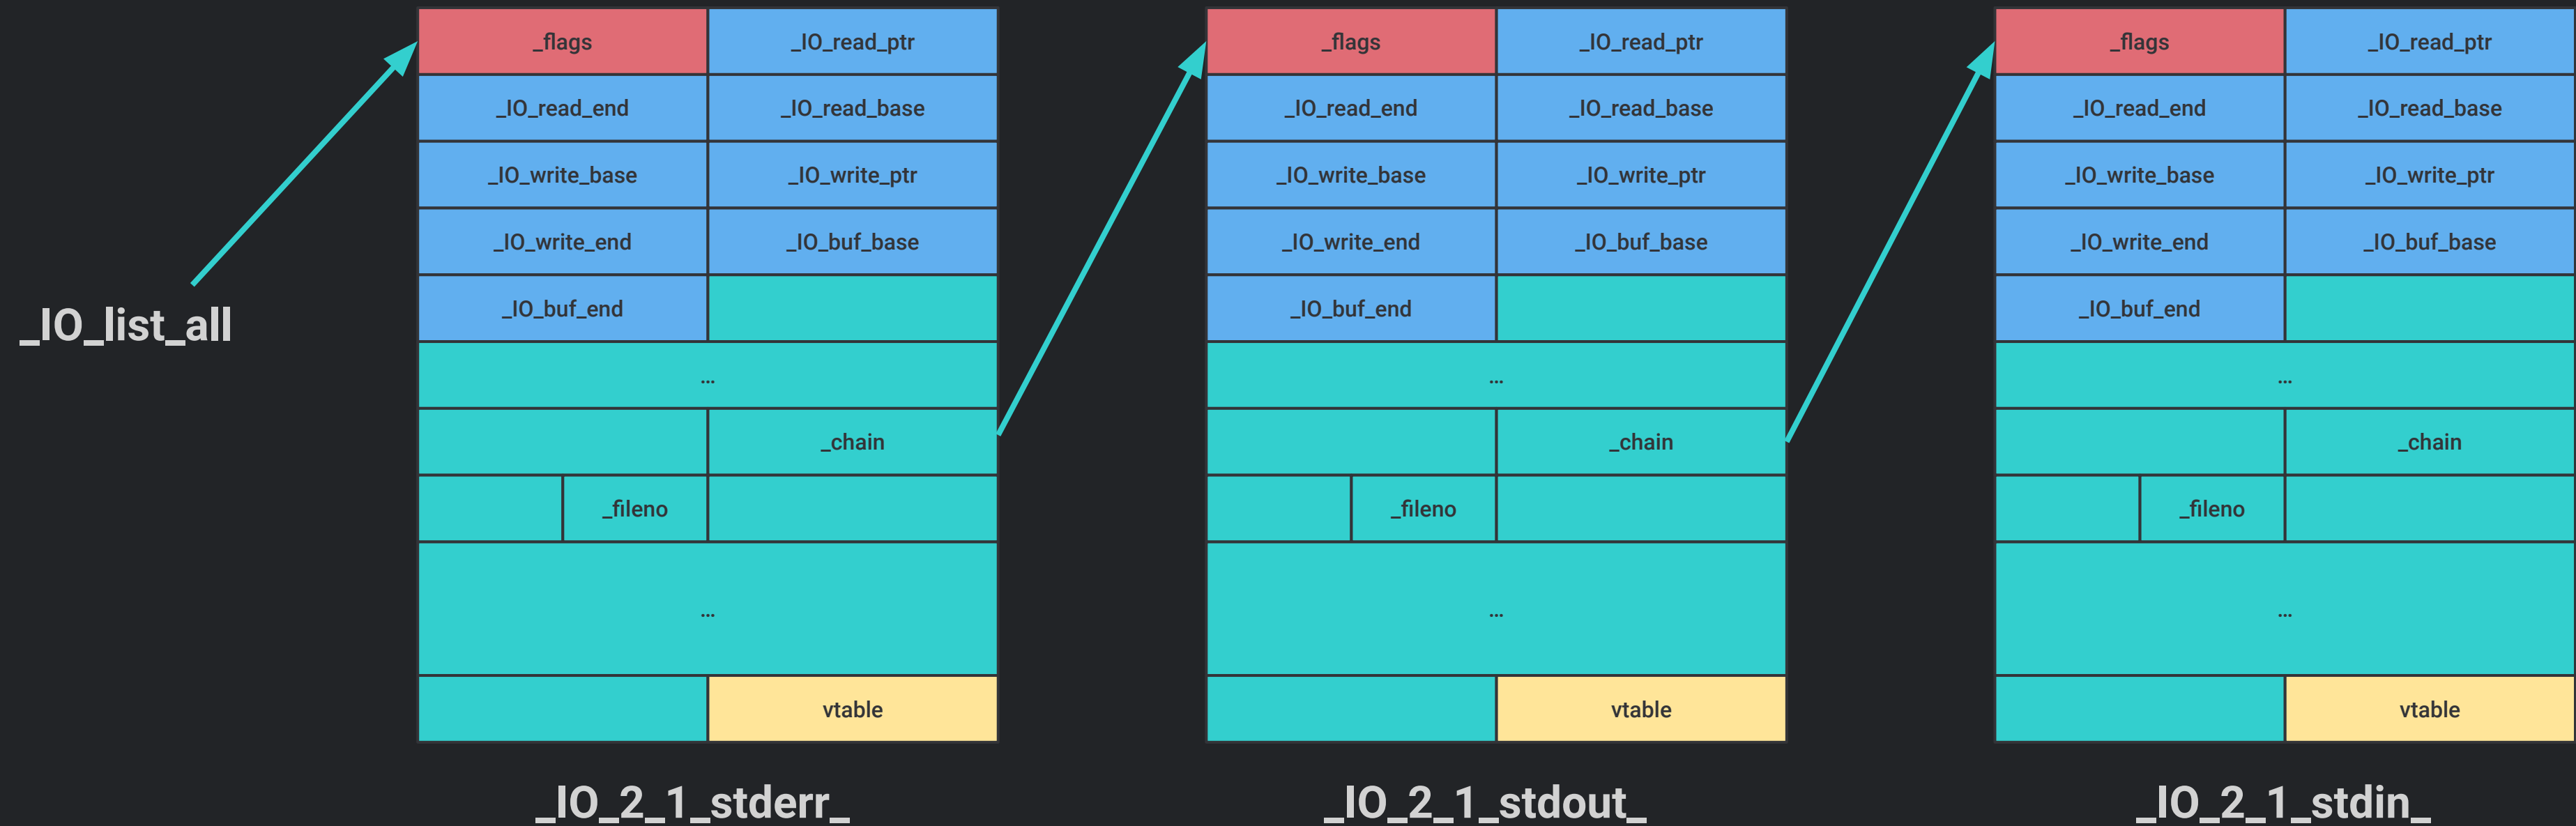 _flags _IO_read_ptr
_IO_read_end _IO_read_base
_IO_write_base _IO_write_ptr
_IO_write_end _IO_buf_base
_IO_buf_end
...
_chain
_fileno
...
vtable
_IO_2_1_stderr_
_flags _IO_read_ptr
_IO_read_end _IO_read_base
_IO_write_base _IO_write_ptr
_IO_write_end _IO_buf_base
_IO_buf_end
...
_chain
_fileno
...
vtable
_IO_2_1_stdout_
_flags _IO_read_ptr
_IO_read_end _IO_read_base
_IO_write_base _IO_write_ptr
_IO_write_end _IO_buf_base
_IO_buf_end
...
_chain
_fileno
...
vtable
_IO_2_1_stdin_
_IO_list_all